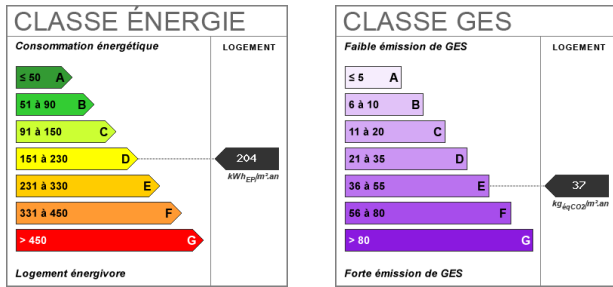 CLASSE ÉNERGIE
Consommation énergétique
LOGEMENT
≤ 50 A
51 à 90 B
91 à 150 C
151 à 230 D
204
kWhEP/m².an
231 à 330 E
331 à 450 F
> 450 G
Logement énergivore
CLASSE GES
Faible émission de GES
LOGEMENT
≤ 5 A
6 à 10 B
11 à 20 C
21 à 35 D
36 à 55 E
37
kgéqCO2/m².an
56 à 80 F
> 80 G
Forte émission de GES